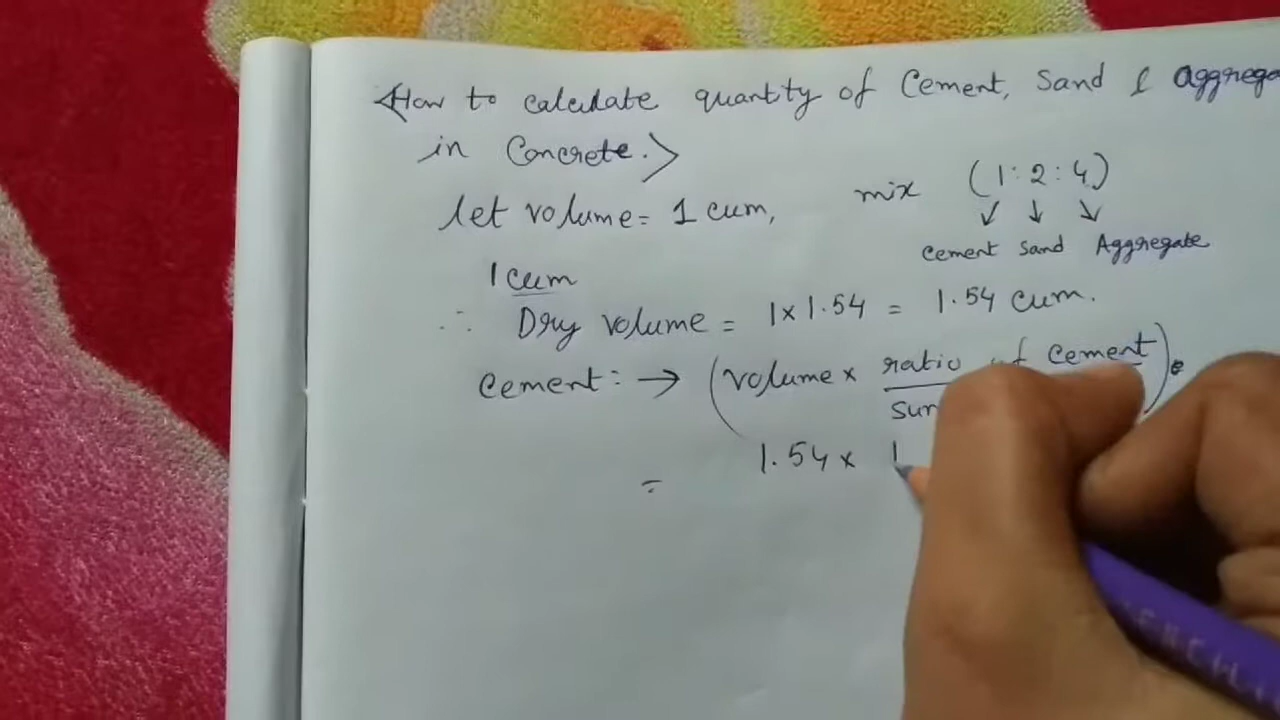 How to calculate quantity of Cement, Sand & Aggrega
in Concrete.
let volume = 1 cum,
mix (1:2:4)
cement sand Aggregate
1 cum
∴ Dry volume = 1 x 1.54 = 1.54 cum.
cement :- → (volume x ratio of cement)
sum
= 1.54 x 1